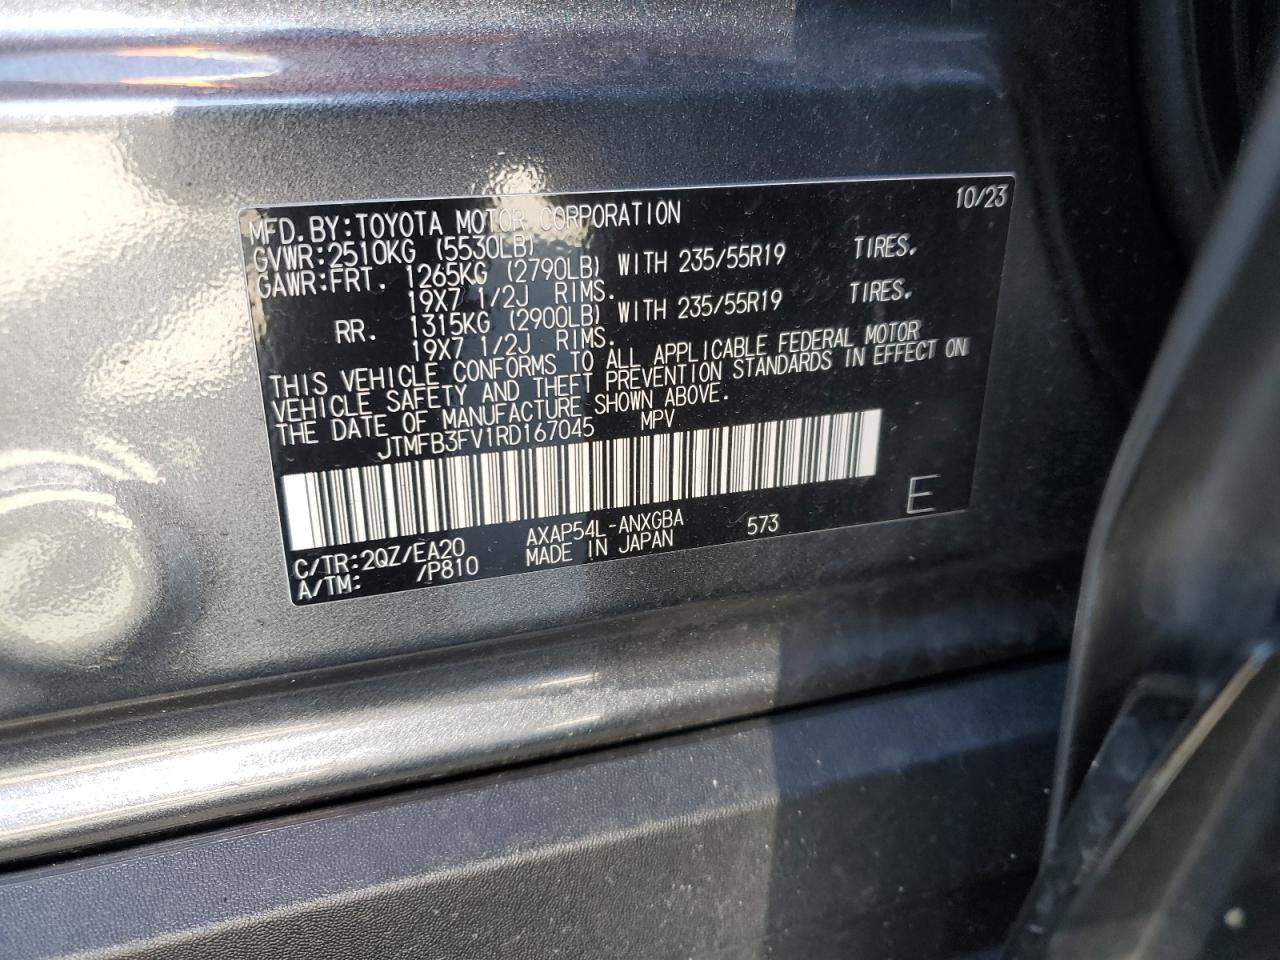 10/23
MFD.BY:TOYOTA MOTOR CORPORATION
GVWR:2510KG (5530LB)
GAWR:FRT. 1265KG (2790LB) WITH 235/55R19 TIRES,
19X7 1/2J RIMS.
RR. 1315KG (2900LB) WITH 235/55R19 TIRES,
19X7 1/2J RIMS.
THIS VEHICLE CONFORMS TO ALL APPLICABLE FEDERAL MOTOR
VEHICLE SAFETY AND THEFT PREVENTION STANDARDS IN EFFECT ON
THE DATE OF MANUFACTURE SHOWN ABOVE.
JTMFB3FV1RD167045 MPV
E
C/TR:2QZ/EA20 AXAP54L-ANXGBA 573
A/TM: /P810 MADE IN JAPAN